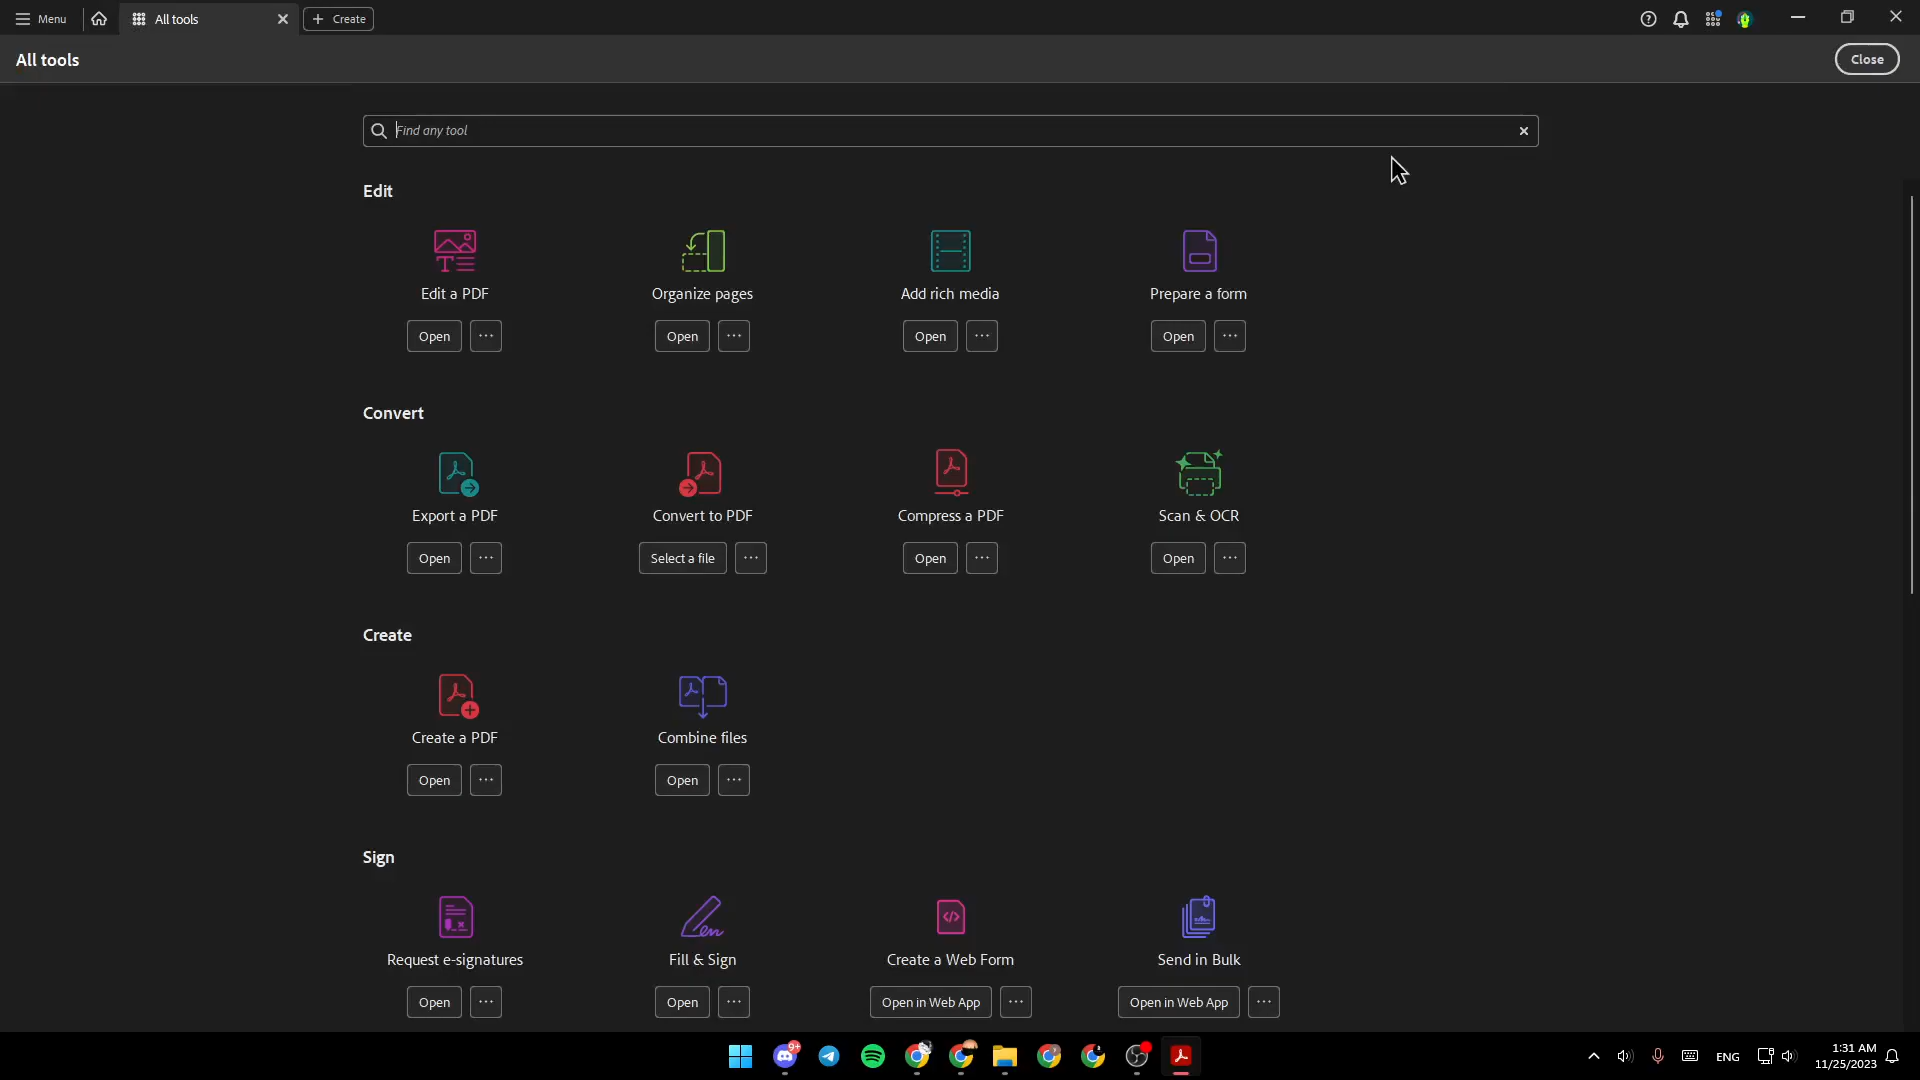 Menu
All tools
Create
All tools
Close
Find any tool
Edit
Edit a PDF
Organize pages
Add rich media
Prepare a form
Open
Open
Open
Open
Convert
Export a PDF
Convert to PDF
Compress a PDF
Scan & OCR
Open
Select a file
Open
Open
Create
Create a PDF
Combine files
Open
Open
Sign
Request e-signatures
Fill & Sign
Create a Web Form
Send in Bulk
Open
Open
Open in Web App
Open in Web App
9+
ENG
1:31 AM
11/25/2023